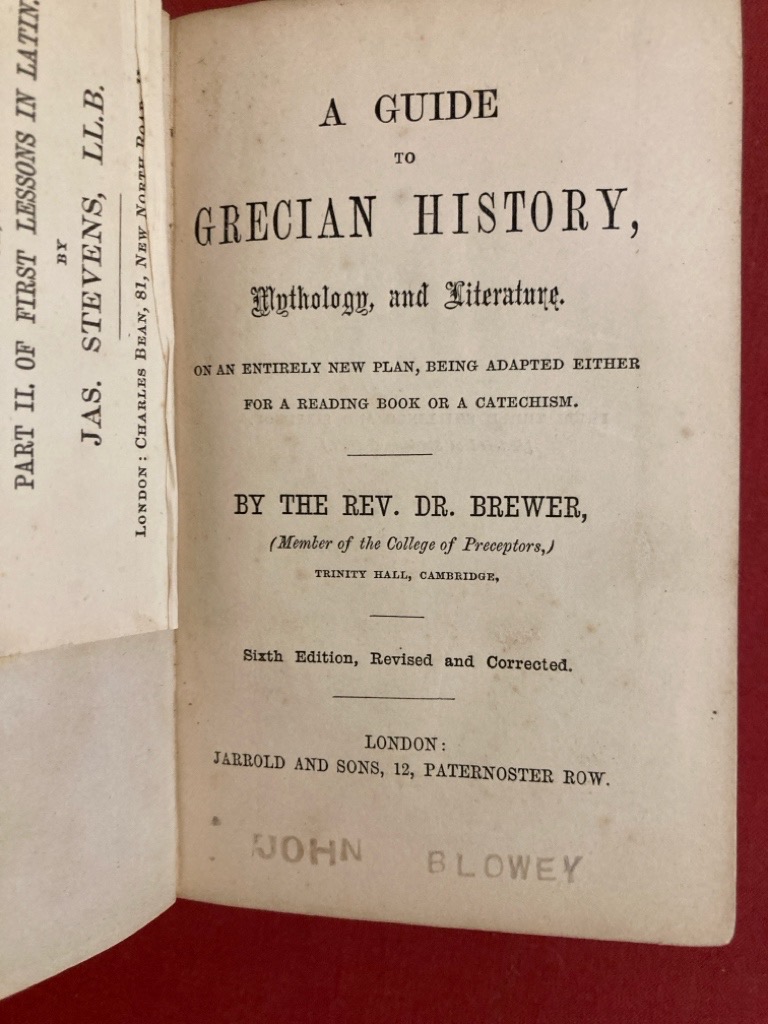 PART II. OF FIRST LESSONS IN LATIN.
BY
JAS. STEVENS, LL.B.
LONDON: CHARLES BEAN, 81, NEW NORTH ROAD,
A GUIDE
TO
GRECIAN HISTORY,
Mythology, and Literature.
ON AN ENTIRELY NEW PLAN, BEING ADAPTED EITHER
FOR A READING BOOK OR A CATECHISM.
BY THE REV. DR. BREWER,
(Member of the College of Preceptors,)
TRINITY HALL, CAMBRIDGE,
Sixth Edition, Revised and Corrected.
LONDON:
JARROLD AND SONS, 12, PATERNOSTER ROW.
JOHN BLOWEY